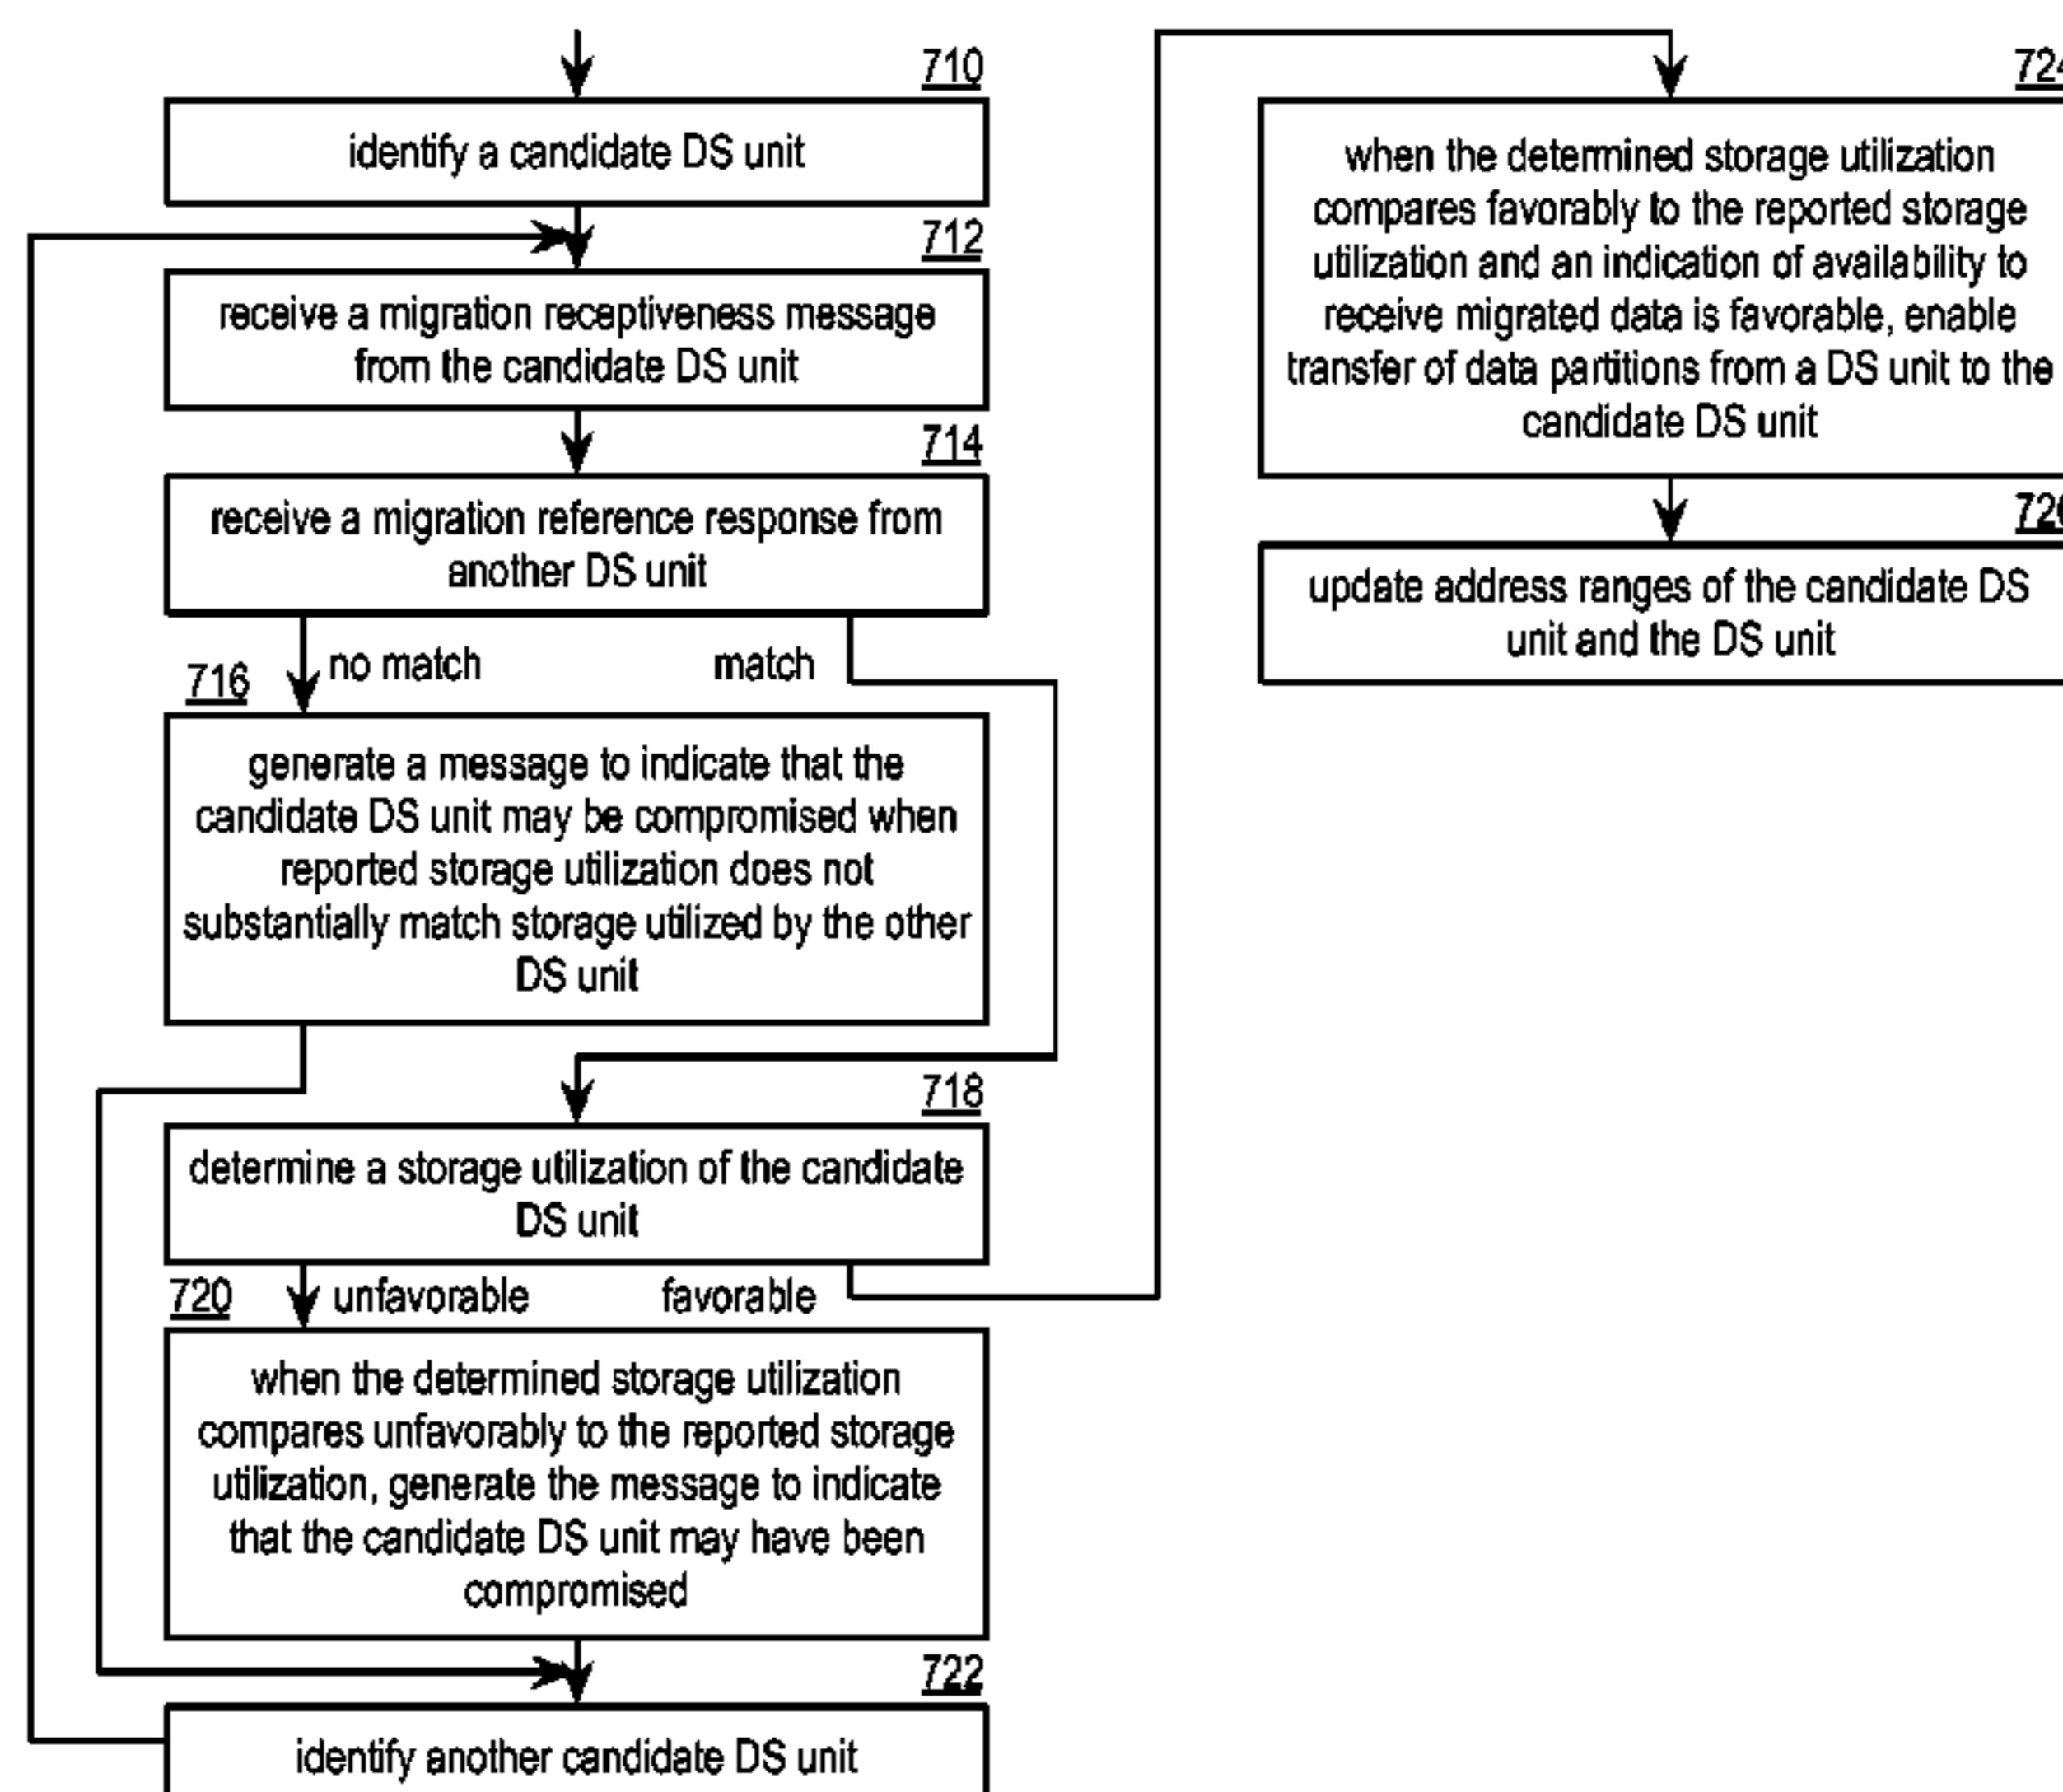 710
identify a candidate DS unit
712
receive a migration receptiveness message
from the candidate DS unit
714
receive a migration reference response from
another DS unit
no match
match
716
generate a message to indicate that the
candidate DS unit may be compromised when
reported storage utilization does not
substantially match storage utilized by the other
DS unit
718
determine a storage utilization of the candidate
DS unit
720
unfavorable
favorable
when the determined storage utilization
compares unfavorably to the reported storage
utilization, generate the message to indicate
that the candidate DS unit may have been
compromised
722
identify another candidate DS unit
724
when the determined storage utilization
compares favorably to the reported storage
utilization and an indication of availability to
receive migrated data is favorable, enable
transfer of data partitions from a DS unit to the
candidate DS unit
726
update address ranges of the candidate DS
unit and the DS unit